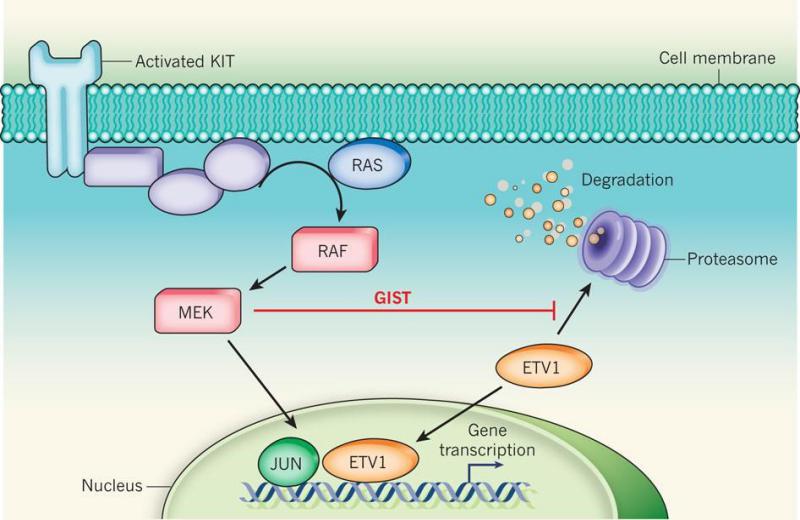 Activated KIT
Cell membrane
RAS
Degradation
RAF
Proteasome
MEK
GIST
ETV1
Gene
transcription
JUN
ETV1
Nucleus